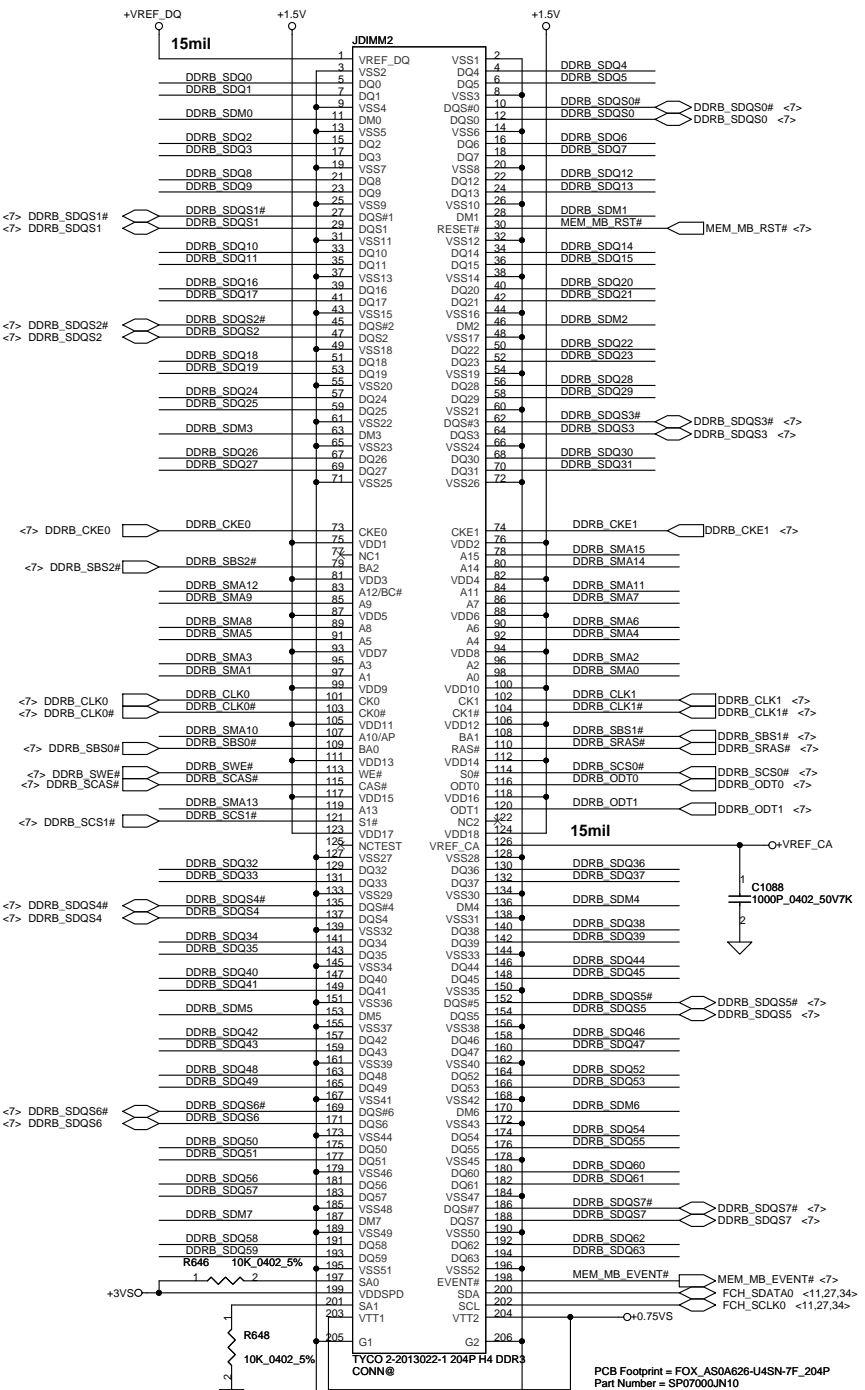 +VREF_DQ +1.5V +1.5V
15mil
JDIMM2
1 VREF_DQ VSS1 2
3 VSS2 DQ4 4 DDRB_SDQ4
DDRB_SDQ0 5 DQ0 DQ5 6 DDRB_SDQ5
DDRB_SDQ1 7 DQ1 VSS3 8
9 VSS4 DQS#0 10 DDRB_SDQS0# DDRB_SDQS0# <7>
DDRB_SDM0 11 DM0 DQS0 12 DDRB_SDQS0 DDRB_SDQS0 <7>
13 VSS5 VSS6 14
DDRB_SDQ2 15 DQ2 DQ6 16 DDRB_SDQ6
DDRB_SDQ3 17 DQ3 DQ7 18 DDRB_SDQ7
19 VSS7 VSS8 20
DDRB_SDQ8 21 DQ8 DQ12 22 DDRB_SDQ12
DDRB_SDQ9 23 DQ9 DQ13 24 DDRB_SDQ13
25 VSS9 VSS10 26
<7> DDRB_SDQS1# DDRB_SDQS1# 27 DQS#1 DM1 28 DDRB_SDM1
<7> DDRB_SDQS1 DDRB_SDQS1 29 DQS1 RESET# 30 MEM_MB_RST# MEM_MB_RST# <7>
31 VSS11 VSS12 32
DDRB_SDQ10 33 DQ10 DQ14 34 DDRB_SDQ14
DDRB_SDQ11 35 DQ11 DQ15 36 DDRB_SDQ15
37 VSS13 VSS14 38
DDRB_SDQ16 39 DQ16 DQ20 40 DDRB_SDQ20
DDRB_SDQ17 41 DQ17 DQ21 42 DDRB_SDQ21
43 VSS15 VSS16 44
<7> DDRB_SDQS2# DDRB_SDQS2# 45 DQS#2 DM2 46 DDRB_SDM2
<7> DDRB_SDQS2 DDRB_SDQS2 47 DQS2 VSS17 48
49 VSS18 DQ22 50 DDRB_SDQ22
DDRB_SDQ18 51 DQ18 DQ23 52 DDRB_SDQ23
DDRB_SDQ19 53 DQ19 VSS19 54
55 VSS20 DQ28 56 DDRB_SDQ28
DDRB_SDQ24 57 DQ24 DQ29 58 DDRB_SDQ29
DDRB_SDQ25 59 DQ25 VSS21 60
61 VSS22 DQS#3 62 DDRB_SDQS3# DDRB_SDQS3# <7>
DDRB_SDM3 63 DM3 DQS3 64 DDRB_SDQS3 DDRB_SDQS3 <7>
65 VSS23 VSS24 66
DDRB_SDQ26 67 DQ26 DQ30 68 DDRB_SDQ30
DDRB_SDQ27 69 DQ27 DQ31 70 DDRB_SDQ31
71 VSS25 VSS26 72
<7> DDRB_CKE0 DDRB_CKE0 73 CKE0 CKE1 74 DDRB_CKE1 DDRB_CKE1 <7>
75 VDD1 VDD2 76
77 NC1 A15 78 DDRB_SMA15
<7> DDRB_SBS2# DDRB_SBS2# 79 BA2 A14 80 DDRB_SMA14
81 VDD3 VDD4 82
DDRB_SMA12 83 A12/BC# A11 84 DDRB_SMA11
DDRB_SMA9 85 A9 A7 86 DDRB_SMA7
87 VDD5 VDD6 88
DDRB_SMA8 89 A8 A6 90 DDRB_SMA6
DDRB_SMA5 91 A5 A4 92 DDRB_SMA4
93 VDD7 VDD8 94
DDRB_SMA3 95 A3 A2 96 DDRB_SMA2
DDRB_SMA1 97 A1 A0 98 DDRB_SMA0
99 VDD9 VDD10 100
<7> DDRB_CLK0 DDRB_CLK0 101 CK0 CK1 102 DDRB_CLK1 DDRB_CLK1 <7>
<7> DDRB_CLK0# DDRB_CLK0# 103 CK0# CK1# 104 DDRB_CLK1# DDRB_CLK1# <7>
105 VDD11 VDD12 106
DDRB_SMA10 107 A10/AP BA1 108 DDRB_SBS1# DDRB_SBS1# <7>
<7> DDRB_SBS0# DDRB_SBS0# 109 BA0 RAS# 110 DDRB_SRAS# DDRB_SRAS# <7>
111 VDD13 VDD14 112
<7> DDRB_SWE# DDRB_SWE# 113 WE# S0# 114 DDRB_SCS0# DDRB_SCS0# <7>
<7> DDRB_SCAS# DDRB_SCAS# 115 CAS# ODT0 116 DDRB_ODT0 DDRB_ODT0 <7>
117 VDD15 VDD16 118
DDRB_SMA13 119 A13 ODT1 120 DDRB_ODT1 DDRB_ODT1 <7>
<7> DDRB_SCS1# DDRB_SCS1# 121 S1# NC2 122
123 VDD17 VDD18 124 15mil
125 NCTEST VREF_CA 126 +VREF_CA
127 VSS27 VSS28 128
DDRB_SDQ32 129 DQ32 DQ36 130 DDRB_SDQ36
DDRB_SDQ33 131 DQ33 DQ37 132 DDRB_SDQ37
1 C1088
133 VSS29 VSS30 134
<7> DDRB_SDQS4# DDRB_SDQS4# 135 DQS#4 DM4 136 DDRB_SDM4 1000P_0402_50V7K
<7> DDRB_SDQS4 DDRB_SDQS4 137 DQS4 VSS31 138 2
139 VSS32 DQ38 140 DDRB_SDQ38
DDRB_SDQ34 141 DQ34 DQ39 142 DDRB_SDQ39
DDRB_SDQ35 143 DQ35 VSS33 144
145 VSS34 DQ44 146 DDRB_SDQ44
DDRB_SDQ40 147 DQ40 DQ45 148 DDRB_SDQ45
DDRB_SDQ41 149 DQ41 VSS35 150
151 VSS36 DQS#5 152 DDRB_SDQS5# DDRB_SDQS5# <7>
DDRB_SDM5 153 DM5 DQS5 154 DDRB_SDQS5 DDRB_SDQS5 <7>
155 VSS37 VSS38 156
DDRB_SDQ42 157 DQ42 DQ46 158 DDRB_SDQ46
DDRB_SDQ43 159 DQ43 DQ47 160 DDRB_SDQ47
161 VSS39 VSS40 162
DDRB_SDQ48 163 DQ48 DQ52 164 DDRB_SDQ52
DDRB_SDQ49 165 DQ49 DQ53 166 DDRB_SDQ53
167 VSS41 VSS42 168
<7> DDRB_SDQS6# DDRB_SDQS6# 169 DQS#6 DM6 170 DDRB_SDM6
<7> DDRB_SDQS6 DDRB_SDQS6 171 DQS6 VSS43 172
173 VSS44 DQ54 174 DDRB_SDQ54
DDRB_SDQ50 175 DQ50 DQ55 176 DDRB_SDQ55
DDRB_SDQ51 177 DQ51 VSS45 178
179 VSS46 DQ60 180 DDRB_SDQ60
DDRB_SDQ56 181 DQ56 DQ61 182 DDRB_SDQ61
DDRB_SDQ57 183 DQ57 VSS47 184
185 VSS48 DQS#7 186 DDRB_SDQS7# DDRB_SDQS7# <7>
DDRB_SDM7 187 DM7 DQS7 188 DDRB_SDQS7 DDRB_SDQS7 <7>
189 VSS49 VSS50 190
DDRB_SDQ58 191 DQ58 DQ62 192 DDRB_SDQ62
DDRB_SDQ59 193 DQ59 DQ63 194 DDRB_SDQ63
R646 10K_0402_5% 195 VSS51 VSS52 196
1 2 197 SA0 EVENT# 198 MEM_MB_EVENT# MEM_MB_EVENT# <7>
+3VS 199 VDDSPD SDA 200 FCH_SDATA0 <11,27,34>
201 SA1 SCL 202 FCH_SCLK0 <11,27,34>
1 203 VTT1 VTT2 204 +0.75VS
R648
205 G1 G2 206
10K_0402_5%
2
TYCO 2-2013022-1 204P H4 DDR3
CONN@
PCB Footprint = FOX_AS0A626-U4SN-7F_204P
Part Number = SP07000JN10